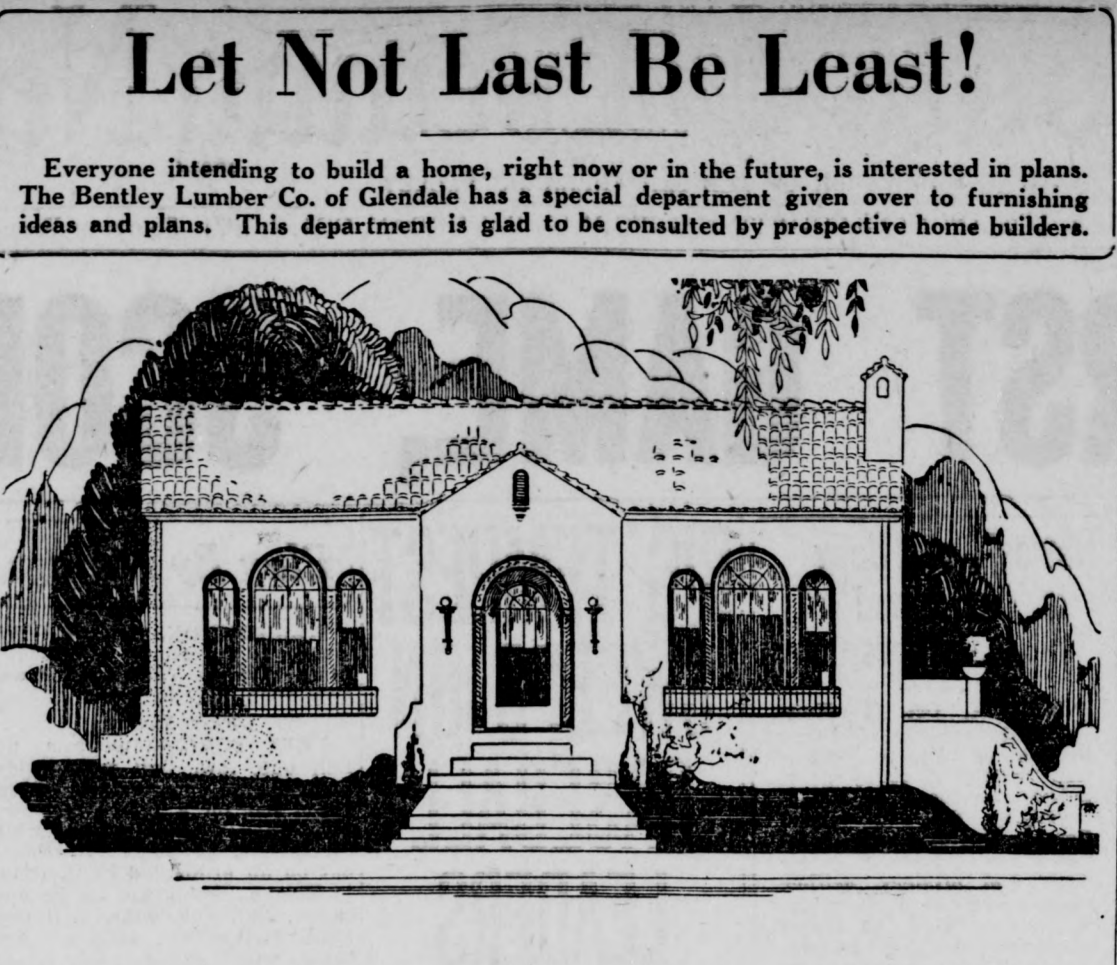 Let Not Last Be Least!
Everyone intending to build a home, right now or in the future, is interested in plans.
The Bentley Lumber Co. of Glendale has a special department given over to furnishing
ideas and plans. This department is glad to be consulted by prospective home builders.